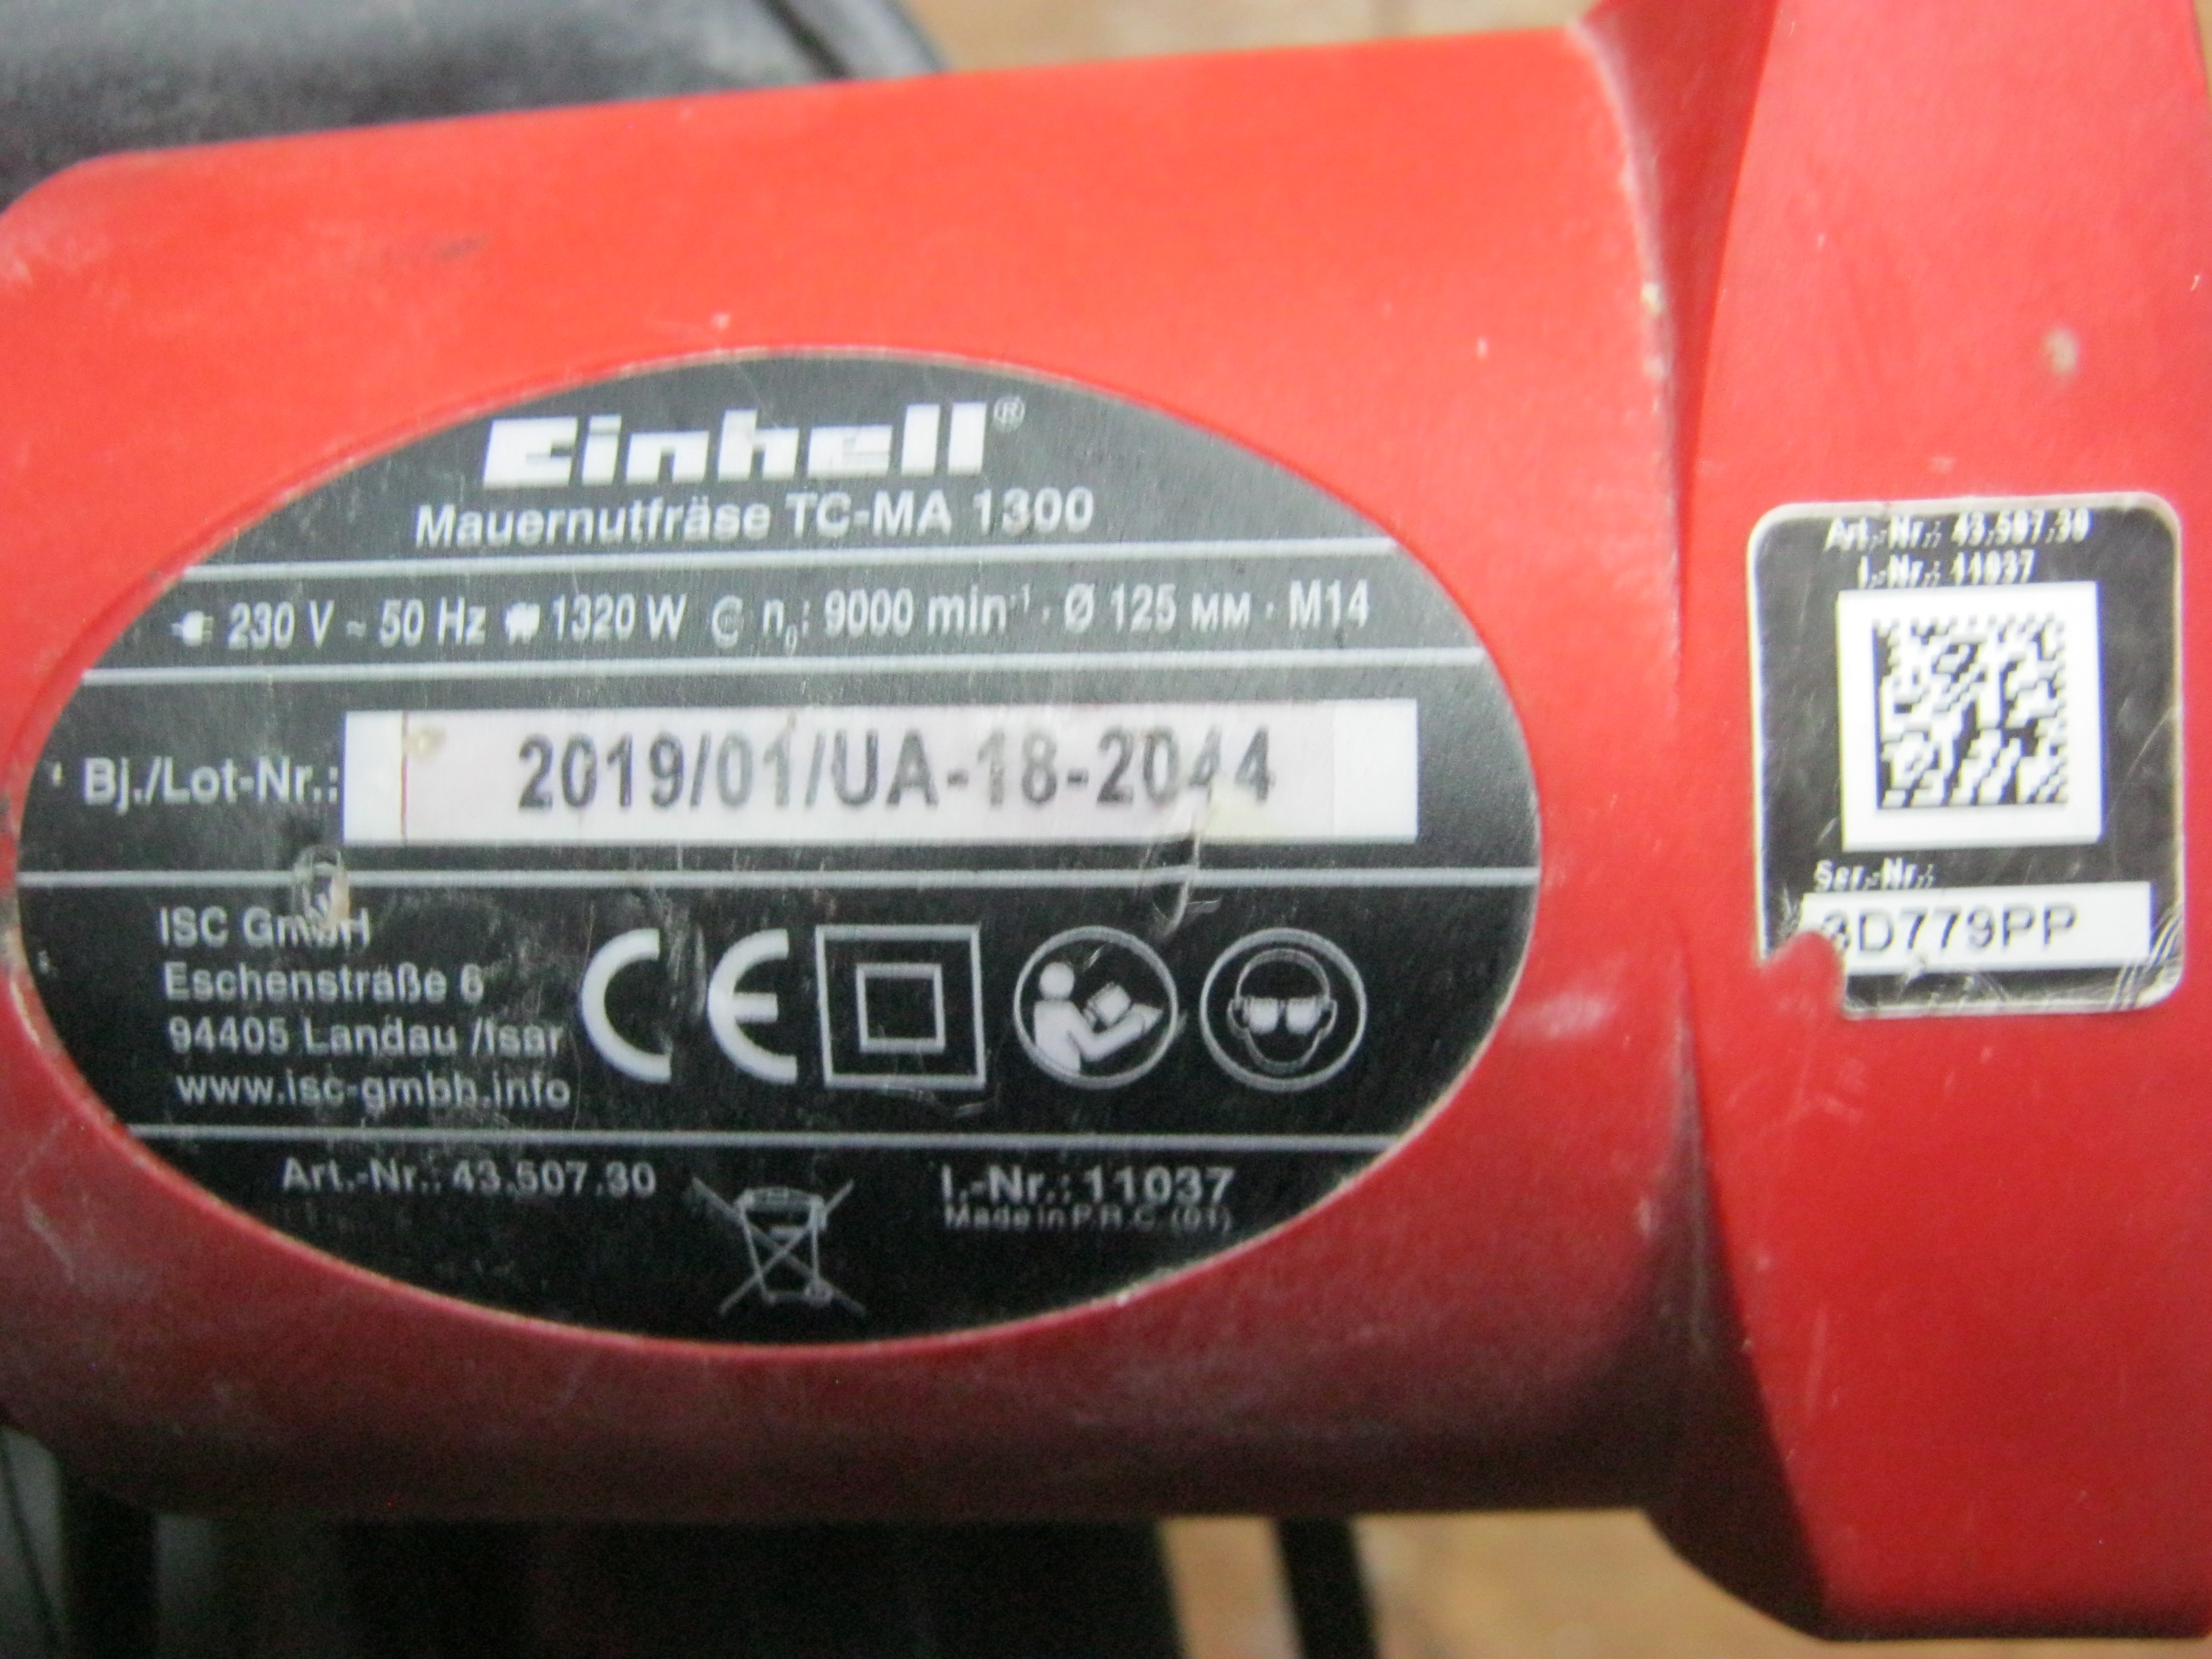 Einhell®
Mauernutfräse TC-MA 1300
230 V ~ 50 Hz 1320 W n₀: 9000 min⁻¹ · Ø 125 мм · M14
Bj./Lot-Nr.: 2019/01/UA-18-2044
ISC GmbH
Eschenstraße 6
94405 Landau /Isar
www.isc-gmbh.info
CE
Art.-Nr.: 43.507.30
I.-Nr.: 11037
Made in P.R.C. (01)
Art.-Nr.: 43.507.30
I.-Nr.: 11037
Ser.-Nr.:
3D779PP